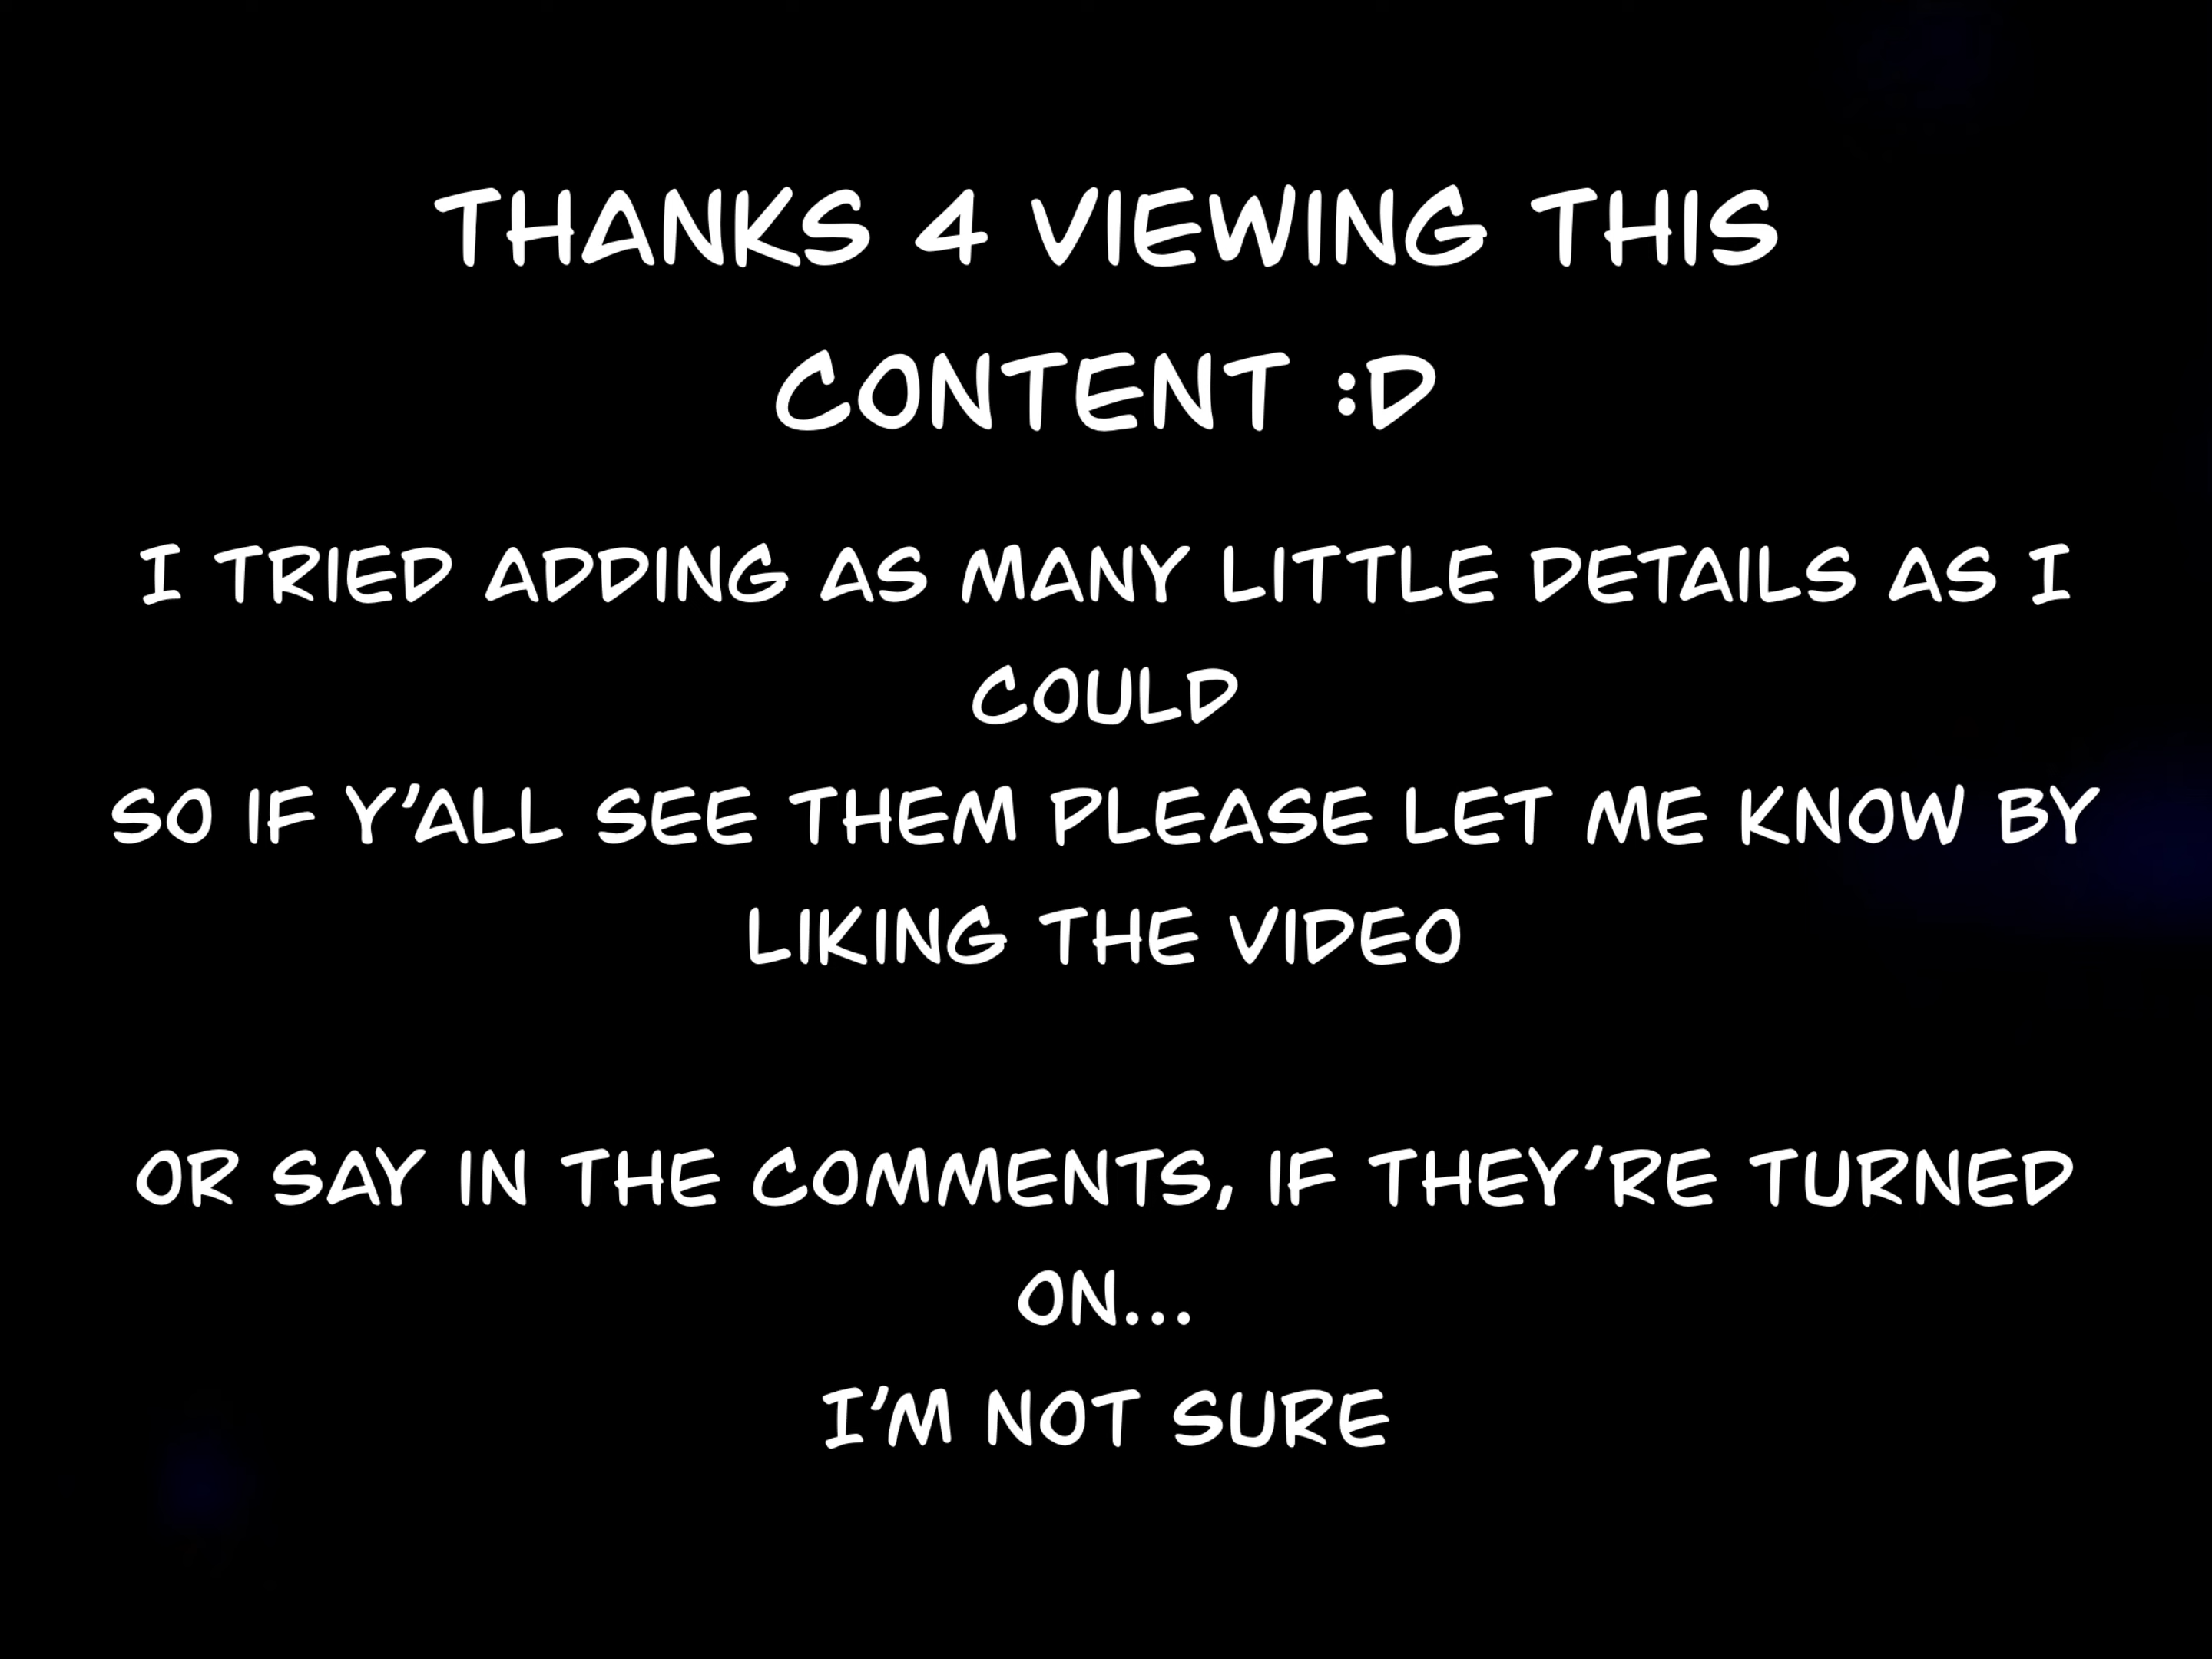 THANKS 4 VIEWING THIS
CONTENT :D
I TRIED ADDING AS MANY LITTLE DETAILS AS I
COULD
SO IF Y'ALL SEE THEM PLEASE LET ME KNOW BY
LIKING THE VIDEO
OR SAY IN THE COMMENTS, IF THEY'RE TURNED
ON...
I'M NOT SURE